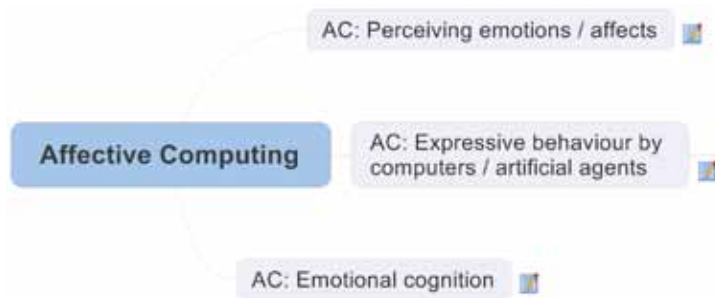 AC: Perceiving emotions / affects
Affective Computing
AC: Expressive behaviour by
computers / artificial agents
AC: Emotional cognition